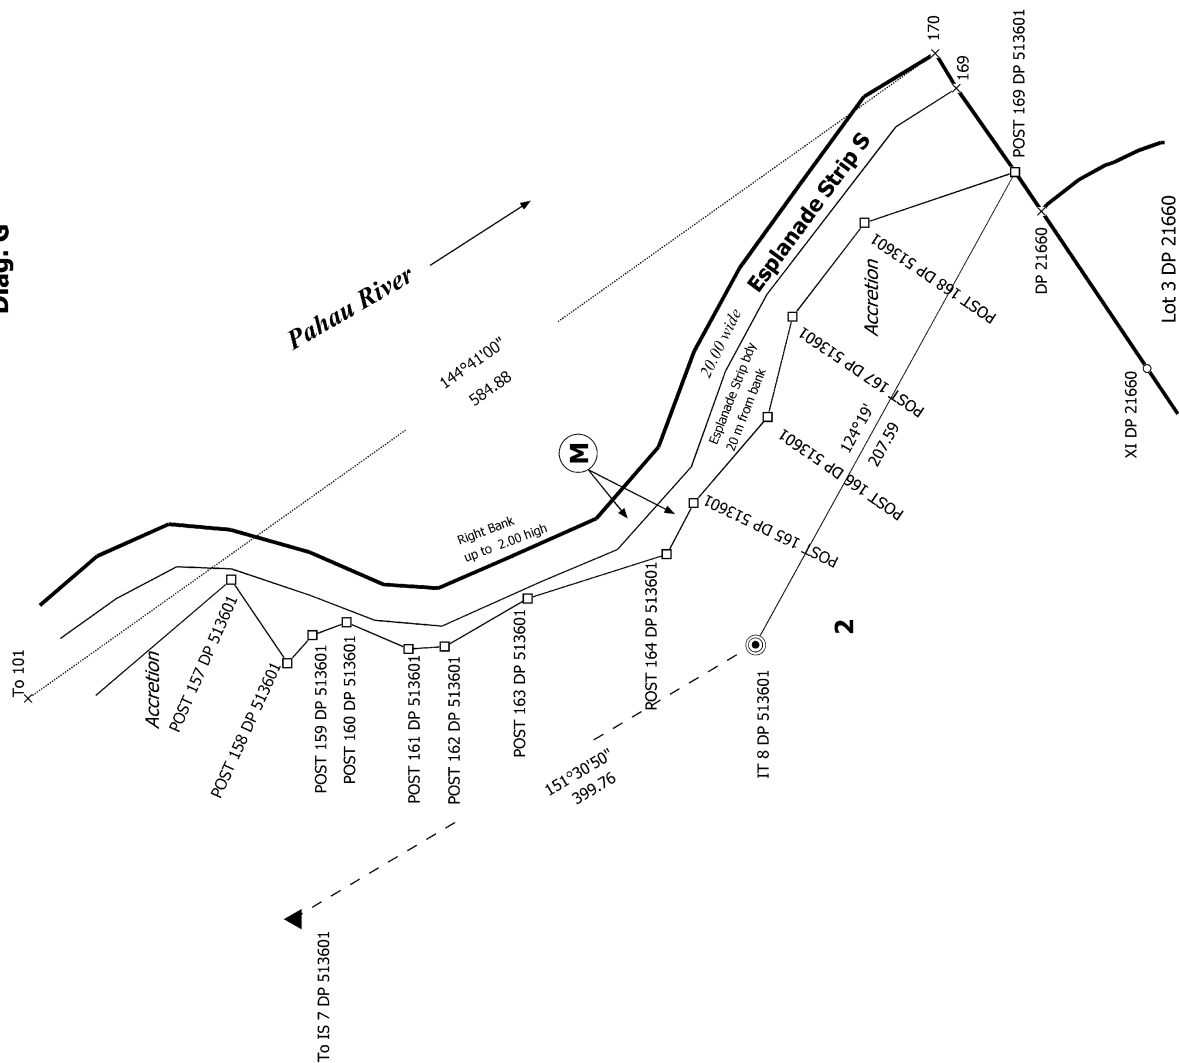 Diag. G
170
169
POST 169 DP 513601
Pahau River
Esplanade Strip S
DP 21660
Lot 3 DP 21660
XI DP 21660
POST 168 DP 513601
Accretion
POST 167 DP 513601
20.00 wide
Esplanade Strip bdy
20 m from bank
144°41'00"
584.88
124°19'
207.59
POST 166 DP 513601
M
POST 165 DP 513601
Right Bank
up to 2.00 high
To 101
Accretion
POST 157 DP 513601
POST 158 DP 513601
POST 159 DP 513601
POST 160 DP 513601
POST 161 DP 513601
POST 162 DP 513601
POST 163 DP 513601
POST 164 DP 513601
2
IT 8 DP 513601
151°30'50"
399.76
To IS 7 DP 513601